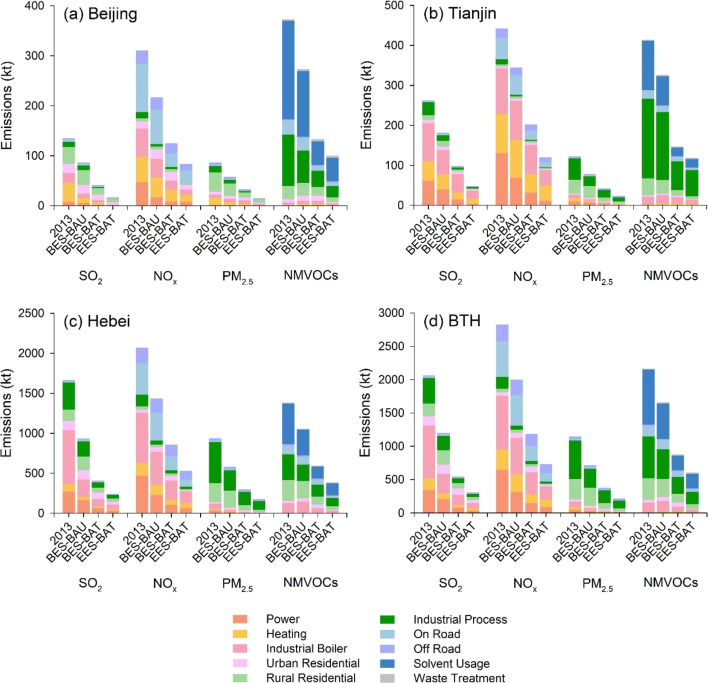 (a) Beijing
Emissions (kt)
400
300
200
100
0
2013
BES-BAU
BES-BAT
EES-BAT
2013
BES-BAU
BES-BAT
EES-BAT
2013
BES-BAU
BES-BAT
EES-BAT
2013
BES-BAU
BES-BAT
EES-BAT
SO2 NOx PM2.5 NMVOCs
(b) Tianjin
Emissions (kt)
500
400
300
200
100
0
2013
BES-BAU
BES-BAT
EES-BAT
2013
BES-BAU
BES-BAT
EES-BAT
2013
BES-BAU
BES-BAT
EES-BAT
2013
BES-BAU
BES-BAT
EES-BAT
SO2 NOx PM2.5 NMVOCs
(c) Hebei
Emissions (kt)
2500
2000
1500
1000
500
0
2013
BES-BAU
BES-BAT
EES-BAT
2013
BES-BAU
BES-BAT
EES-BAT
2013
BES-BAU
BES-BAT
EES-BAT
2013
BES-BAU
BES-BAT
EES-BAT
SO2 NOx PM2.5 NMVOCs
(d) BTH
Emissions (kt)
3000
2500
2000
1500
1000
500
0
2013
BES-BAU
BES-BAT
EES-BAT
2013
BES-BAU
BES-BAT
EES-BAT
2013
BES-BAU
BES-BAT
EES-BAT
2013
BES-BAU
BES-BAT
EES-BAT
SO2 NOx PM2.5 NMVOCs
Power
Heating
Industrial Boiler
Urban Residential
Rural Residential
Industrial Process
On Road
Off Road
Solvent Usage
Waste Treatment